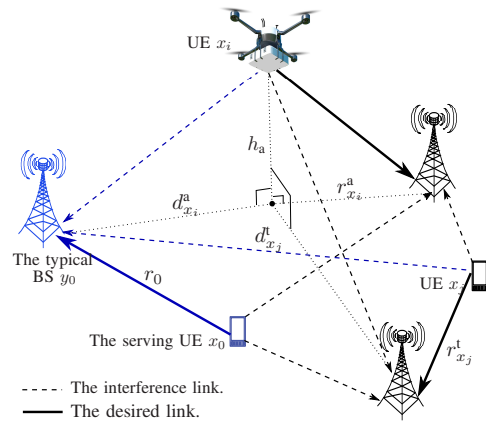 UE x_i
h_a
d^a_{x_i}
r^a_{x_i}
d^t_{x_j}
The typical
BS y_0
r_0
UE x_j
The serving UE x_0
r^t_{x_j}
The interference link.
The desired link.